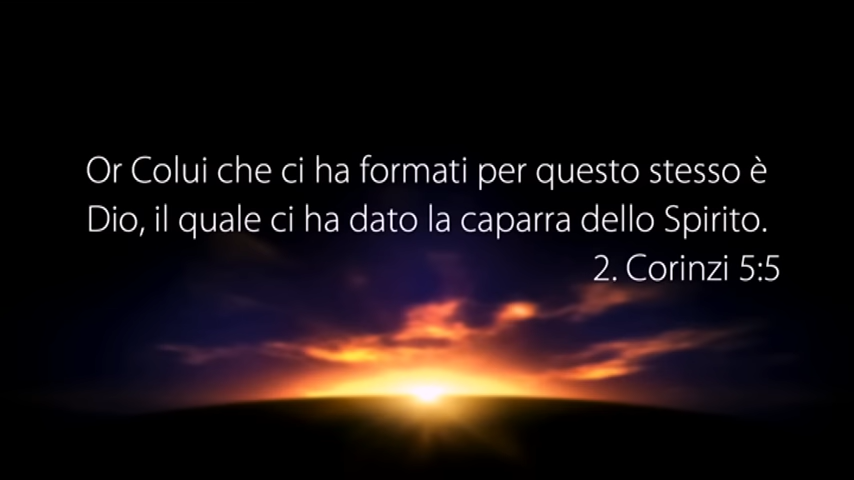 Or Colui che ci ha formati per questo stesso è
Dio, il quale ci ha dato la caparra dello Spirito.
2. Corinzi 5:5